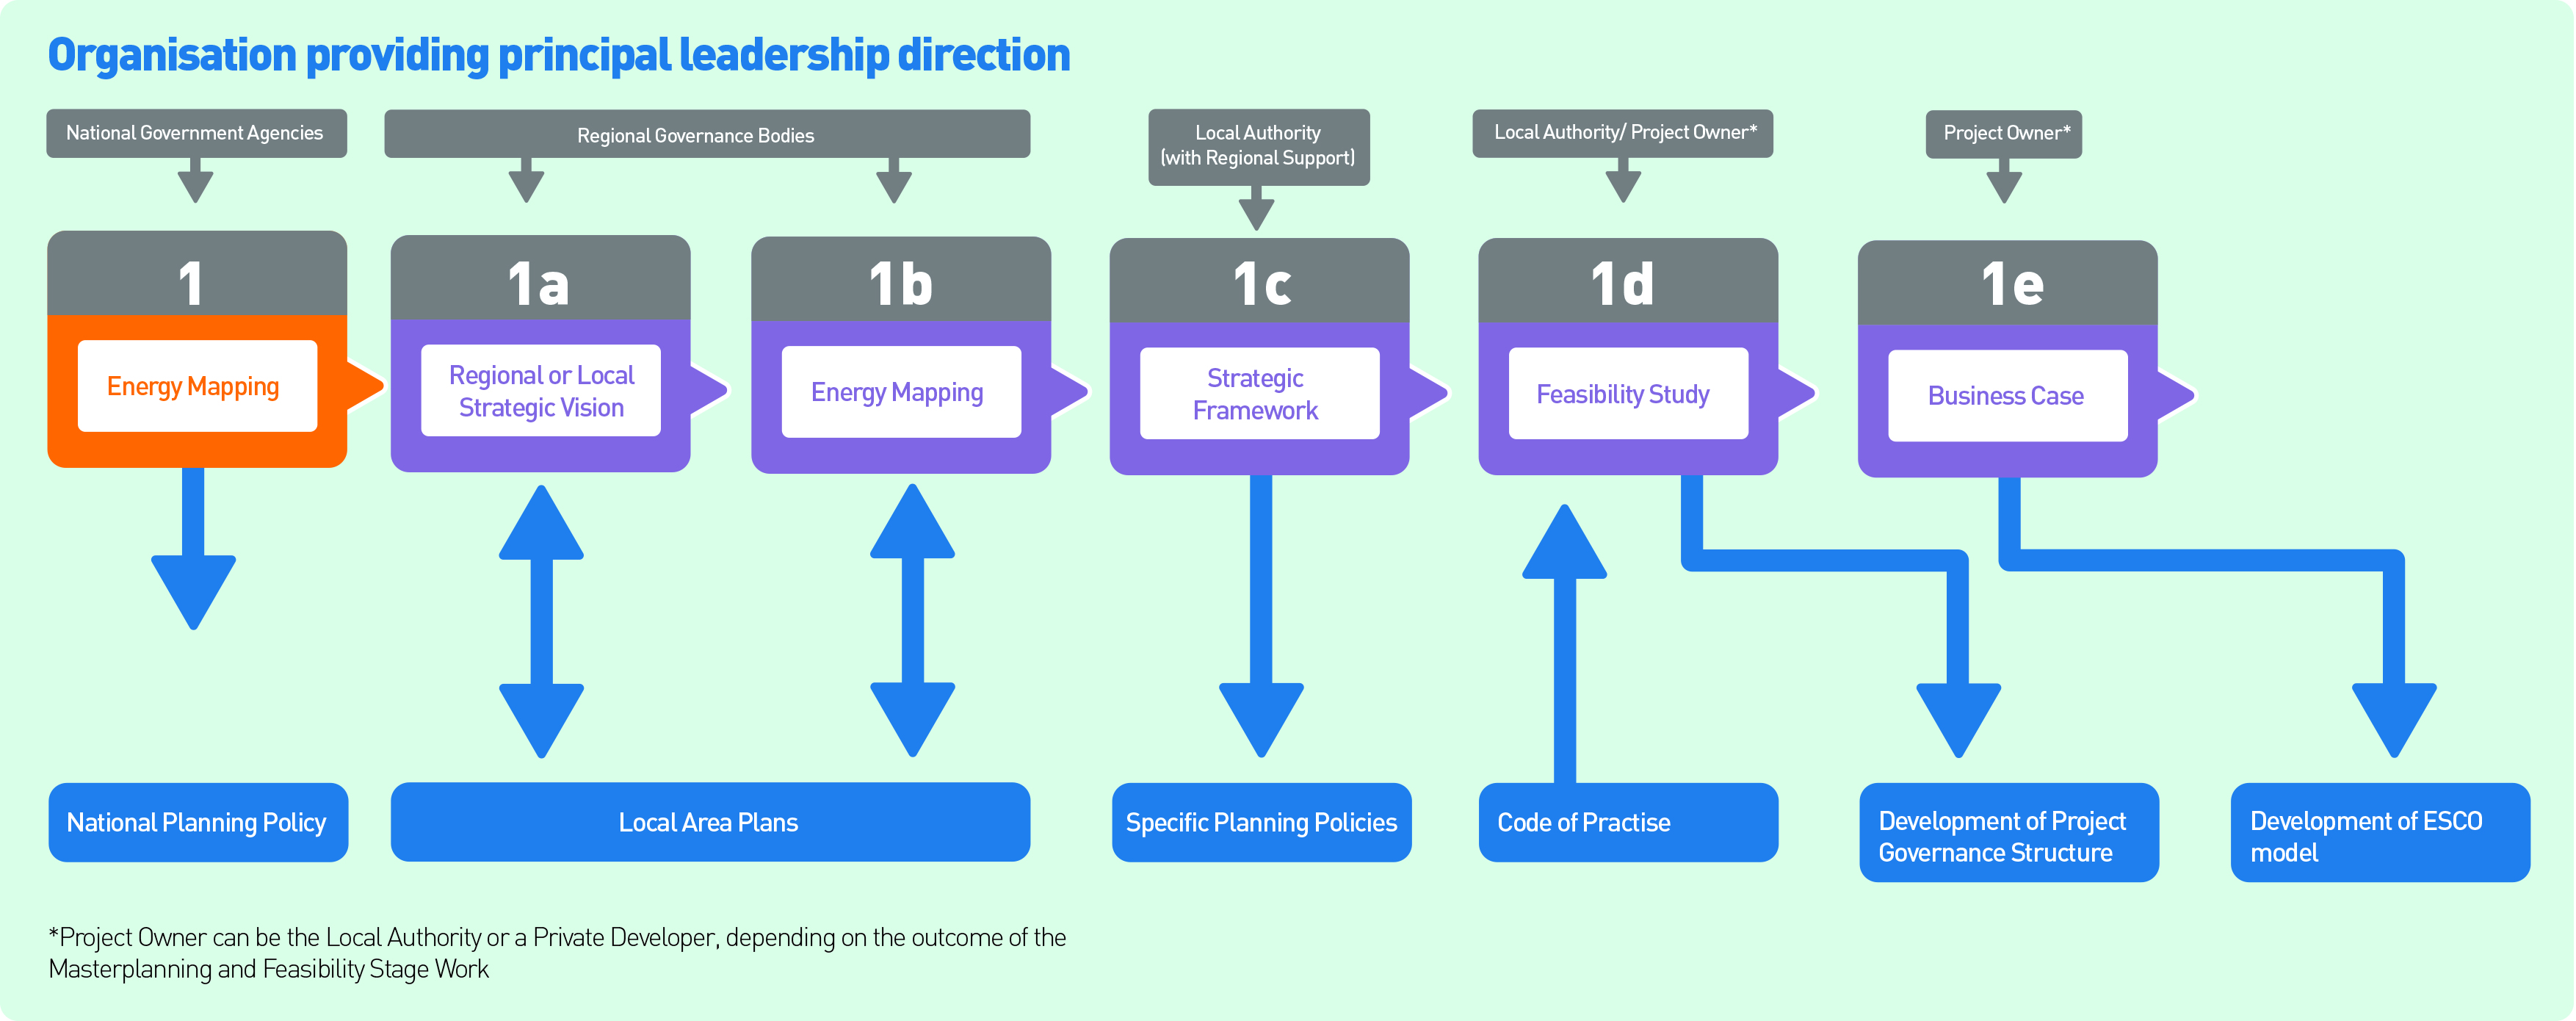 Organisation providing principal leadership direction
National Government Agencies
Regional Governance Bodies
Local Authority
(with Regional Support)
Local Authority/ Project Owner*
Project Owner*
1
1a
1b
1c
1d
1e
Energy Mapping
Regional or Local
Strategic Vision
Energy Mapping
Strategic
Framework
Feasibility Study
Business Case
National Planning Policy
Local Area Plans
Specific Planning Policies
Code of Practise
Development of Project
Governance Structure
Development of ESCO
model
*Project Owner can be the Local Authority or a Private Developer, depending on the outcome of the
Masterplanning and Feasibility Stage Work